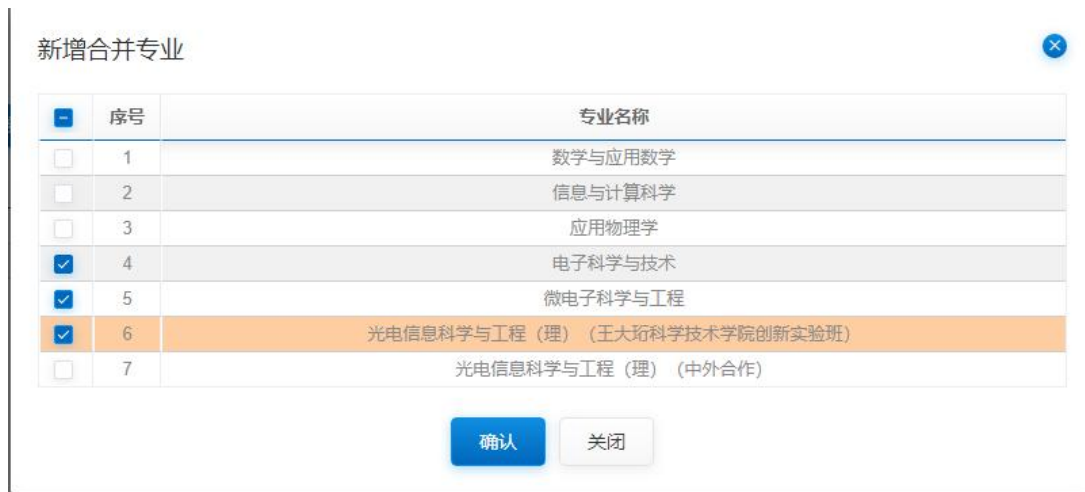 新增合并专业
序号 专业名称
1 数学与应用数学
2 信息与计算科学
3 应用物理学
4 电子科学与技术
5 微电子科学与工程
6 光电信息科学与工程（理）（王大珩科学技术学院创新实验班）
7 光电信息科学与工程（理）（中外合作）
确认 关闭